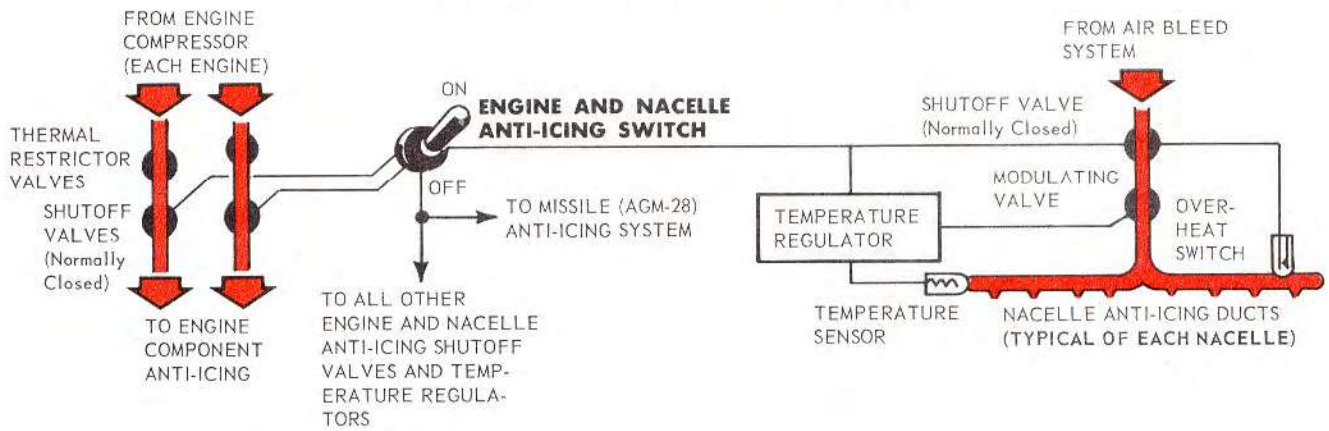 FROM ENGINE
COMPRESSOR
(EACH ENGINE)
THERMAL
RESTRICTOR
VALVES
SHUTOFF
VALVES
(Normally
Closed)
TO ENGINE
COMPONENT
ANTI-ICING
ON
ENGINE AND NACELLE
ANTI-ICING SWITCH
OFF
TO MISSILE (AGM-28)
ANTI-ICING SYSTEM
TO ALL OTHER
ENGINE AND NACELLE
ANTI-ICING SHUTOFF
VALVES AND TEMP-
ERATURE REGULA-
TORS
FROM AIR BLEED
SYSTEM
SHUTOFF VALVE
(Normally Closed)
MODULATING
VALVE
TEMPERATURE
REGULATOR
OVER-
HEAT
SWITCH
TEMPERATURE
SENSOR
NACELLE ANTI-ICING DUCTS
(TYPICAL OF EACH NACELLE)